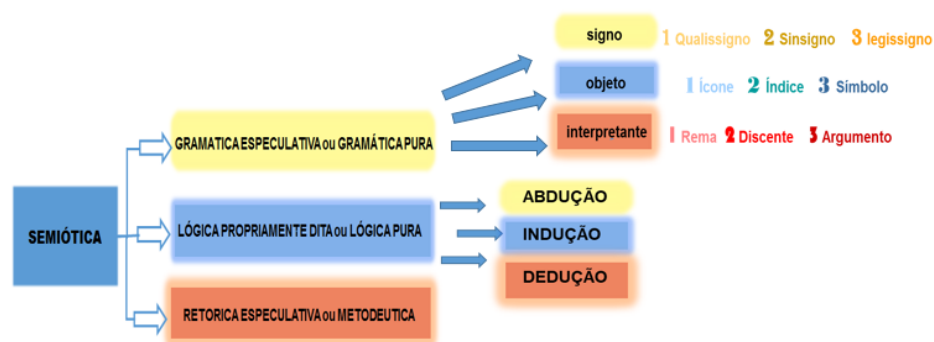 signo 1 Qualissigno 2 Sinsigno 3 legissigno
objeto 1 Ícone 2 Índice 3 Símbolo
interpretante 1 Rema 2 Discente 3 Argumento
GRAMATICA ESPECULATIVA ou GRAMÁTICA PURA
SEMIÓTICA
LÓGICA PROPRIAMENTE DITA ou LÓGICA PURA
ABDUÇÃO
INDUÇÃO
DEDUÇÃO
RETORICA ESPECULATIVA ou METODEUTICA